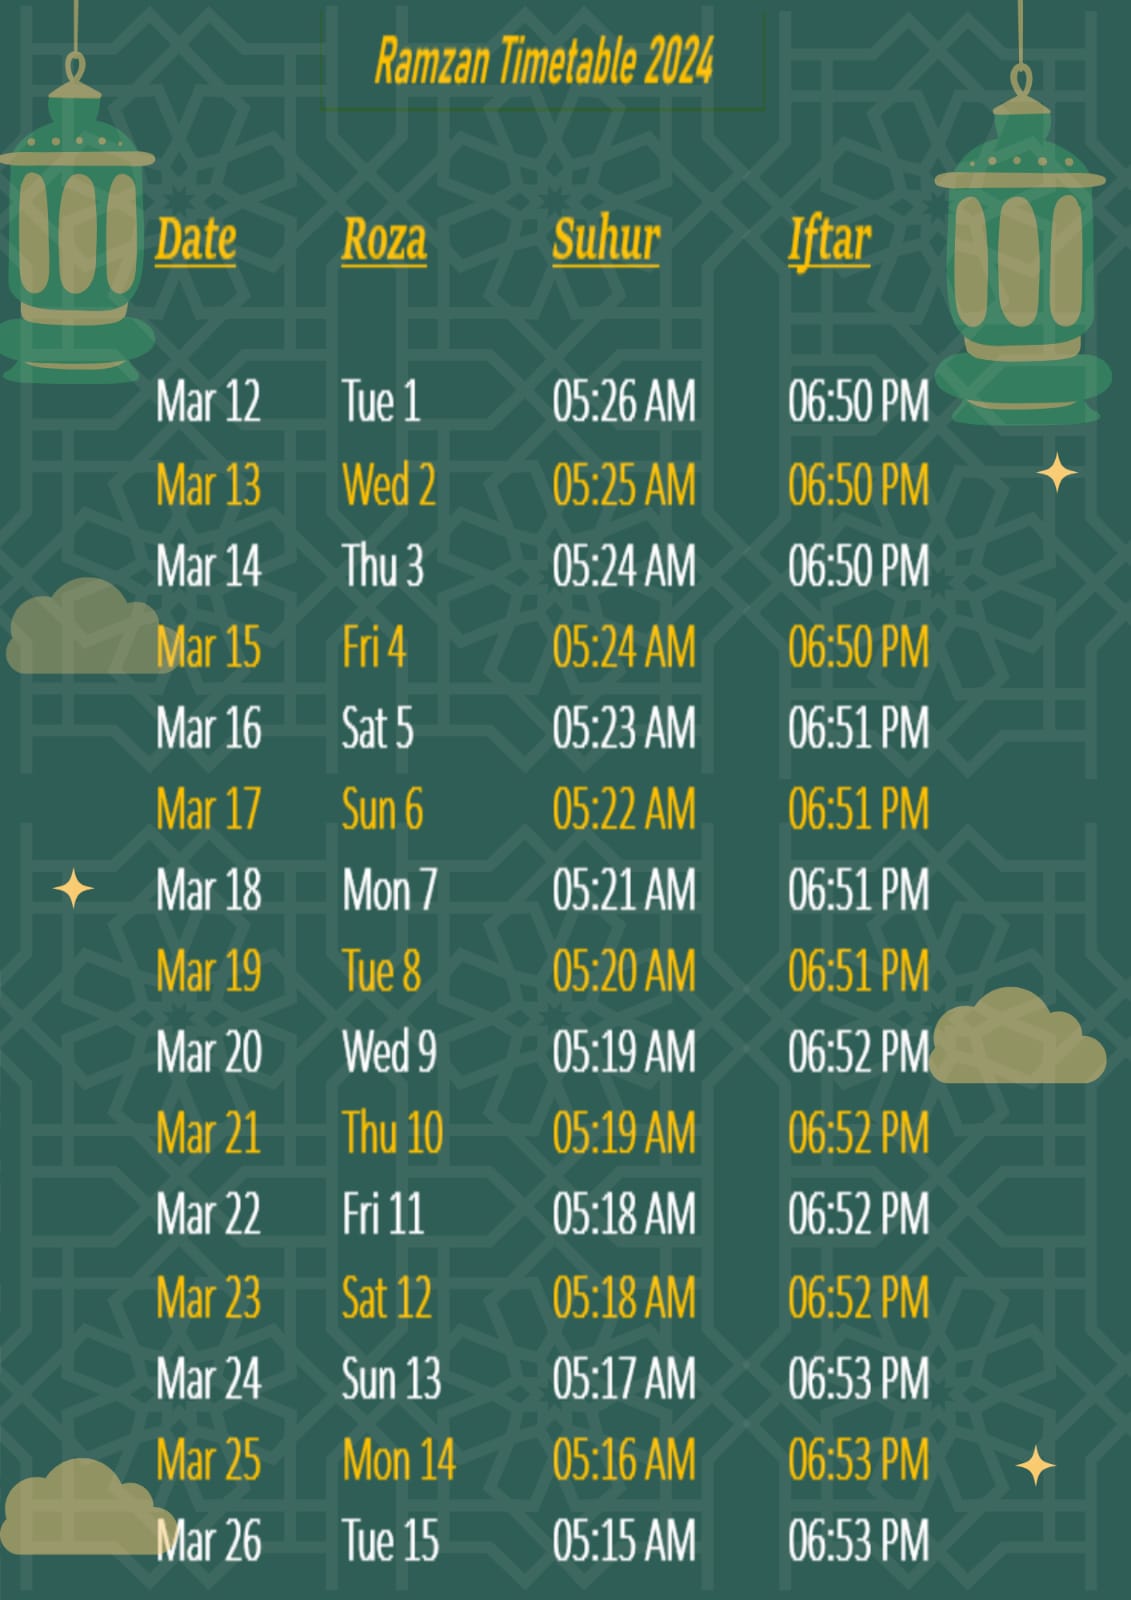 Ramzan Timetable 2024
Date Roza Suhur Iftar
Mar 12 Tue 1 05:26 AM 06:50 PM
Mar 13 Wed 2 05:25 AM 06:50 PM
Mar 14 Thu 3 05:24 AM 06:50 PM
Mar 15 Fri 4 05:24 AM 06:50 PM
Mar 16 Sat 5 05:23 AM 06:51 PM
Mar 17 Sun 6 05:22 AM 06:51 PM
Mar 18 Mon 7 05:21 AM 06:51 PM
Mar 19 Tue 8 05:20 AM 06:51 PM
Mar 20 Wed 9 05:19 AM 06:52 PM
Mar 21 Thu 10 05:19 AM 06:52 PM
Mar 22 Fri 11 05:18 AM 06:52 PM
Mar 23 Sat 12 05:18 AM 06:52 PM
Mar 24 Sun 13 05:17 AM 06:53 PM
Mar 25 Mon 14 05:16 AM 06:53 PM
Mar 26 Tue 15 05:15 AM 06:53 PM